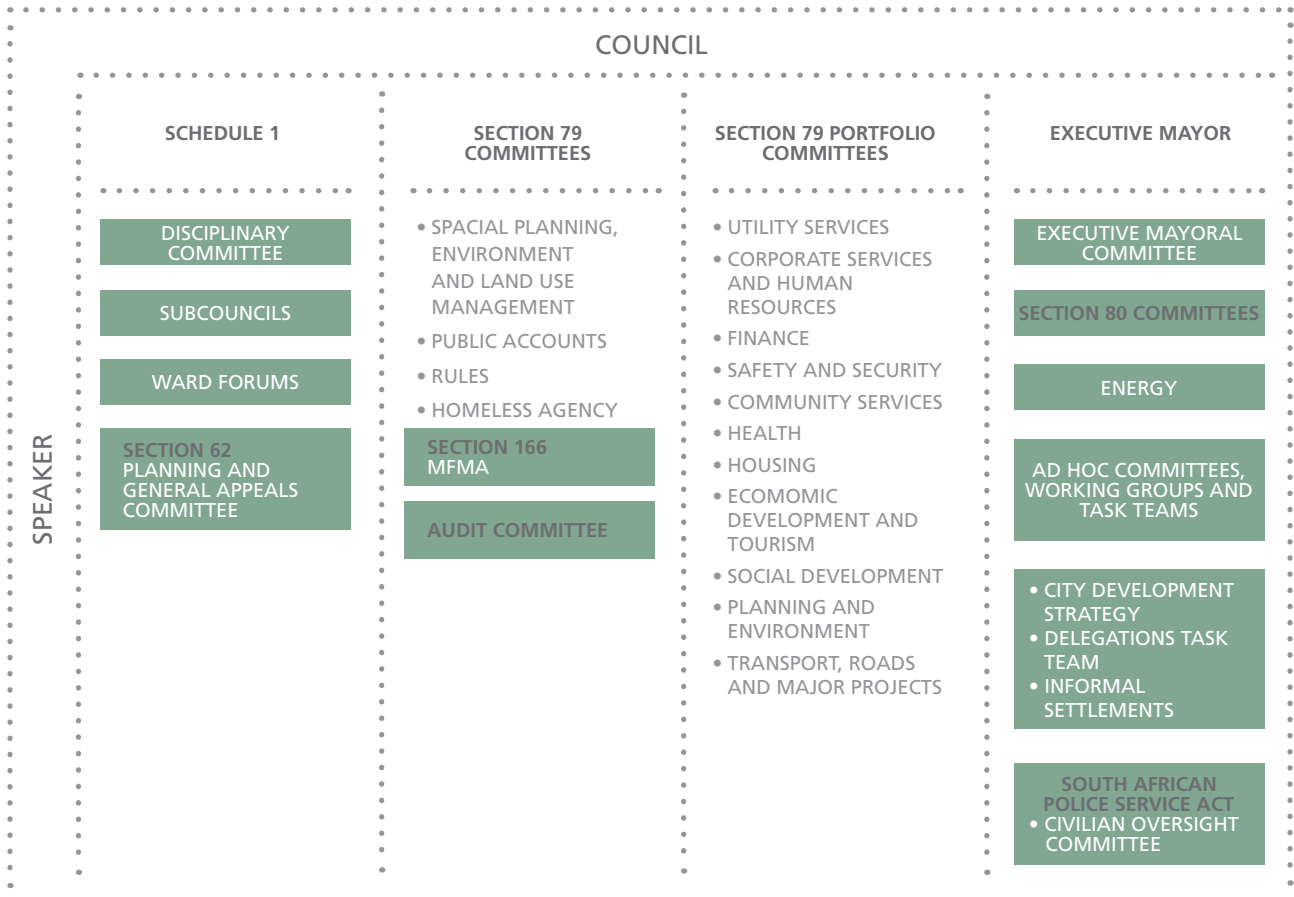 COUNCIL
SPEAKER
SCHEDULE 1
DISCIPLINARY
COMMITTEE
SUBCOUNCILS
WARD FORUMS
SECTION 62
PLANNING AND
GENERAL APPEALS
COMMITTEE
SECTION 79
COMMITTEES
• SPACIAL PLANNING,
ENVIRONMENT
AND LAND USE
MANAGEMENT
• PUBLIC ACCOUNTS
• RULES
• HOMELESS AGENCY
SECTION 166
MFMA
AUDIT COMMITTEE
SECTION 79 PORTFOLIO
COMMITTEES
• UTILITY SERVICES
• CORPORATE SERVICES
AND HUMAN
RESOURCES
• FINANCE
• SAFETY AND SECURITY
• COMMUNITY SERVICES
• HEALTH
• HOUSING
• ECOMOMIC
DEVELOPMENT AND
TOURISM
• SOCIAL DEVELOPMENT
• PLANNING AND
ENVIRONMENT
• TRANSPORT, ROADS
AND MAJOR PROJECTS
EXECUTIVE MAYOR
EXECUTIVE MAYORAL
COMMITTEE
SECTION 80 COMMITTEES
ENERGY
AD HOC COMMITTEES,
WORKING GROUPS AND
TASK TEAMS
• CITY DEVELOPMENT
STRATEGY
• DELEGATIONS TASK
TEAM
• INFORMAL
SETTLEMENTS
SOUTH AFRICAN
POLICE SERVICE ACT
• CIVILIAN OVERSIGHT
COMMITTEE